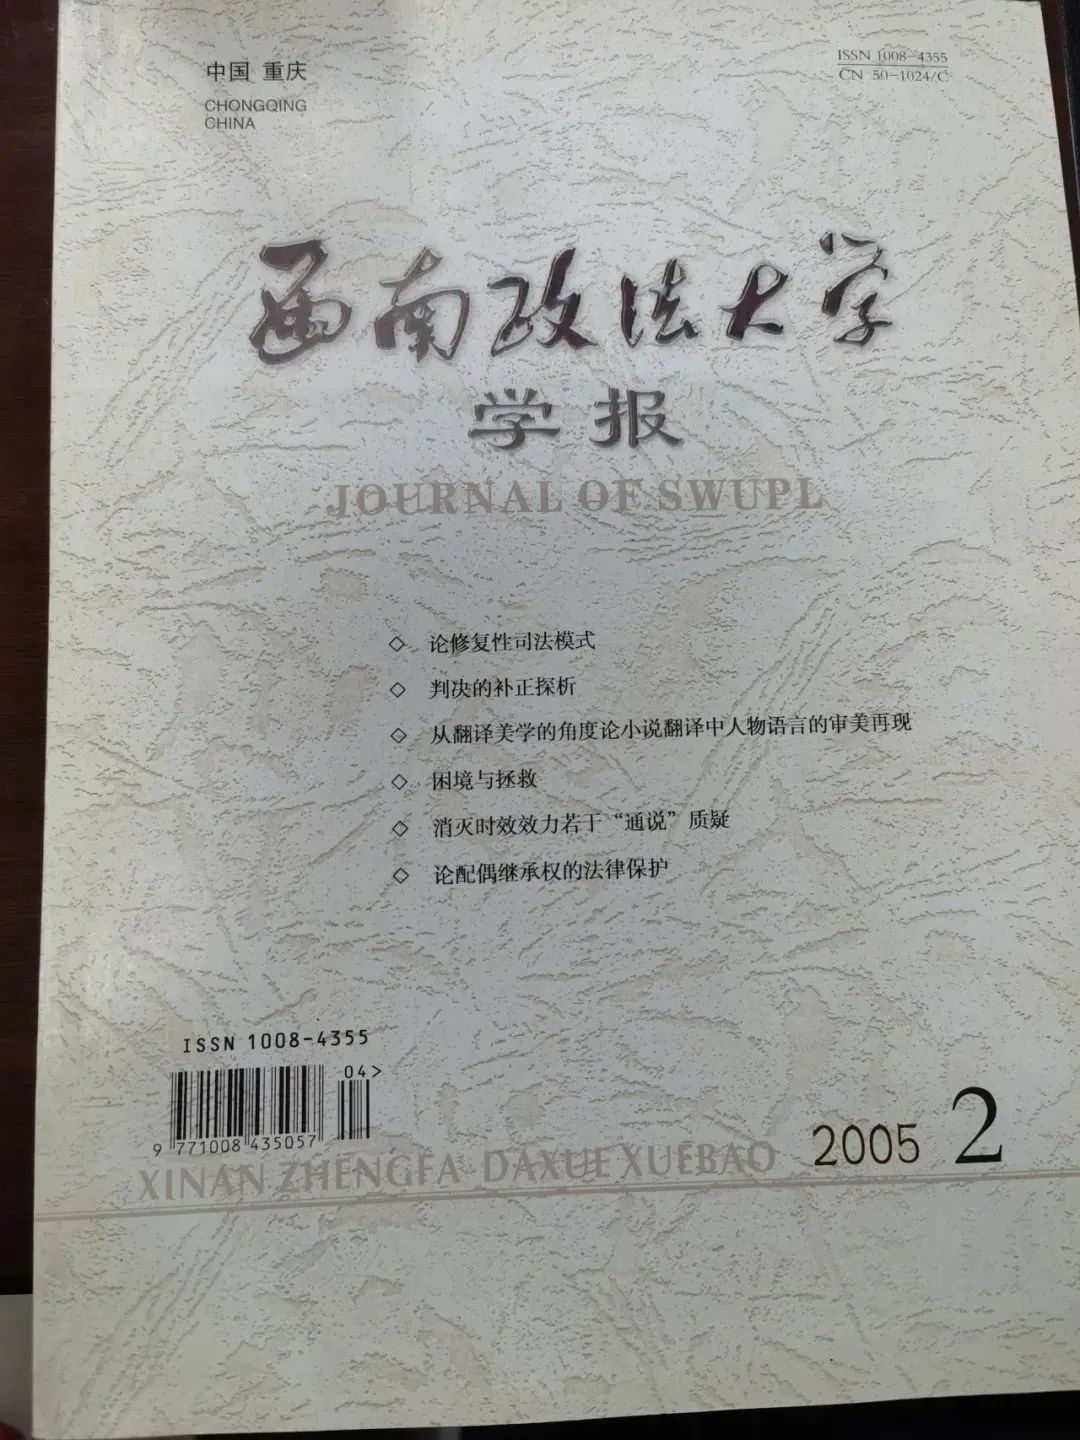 中国 重庆
CHONGQING
CHINA
ISSN 1008-4355
CN 50-1024/C
西南政法大学
学报
JOURNAL OF SWUPL
◇ 论修复性司法模式
◇ 判决的补正探析
◇ 从翻译美学的角度论小说翻译中人物语言的审美再现
◇ 困境与拯救
◇ 消灭时效效力若干“通说”质疑
◇ 论配偶继承权的法律保护
ISSN 1008-4355
04>
9 771008 435057
XINAN ZHENGFA DAXUE XUEBAO
2005 2